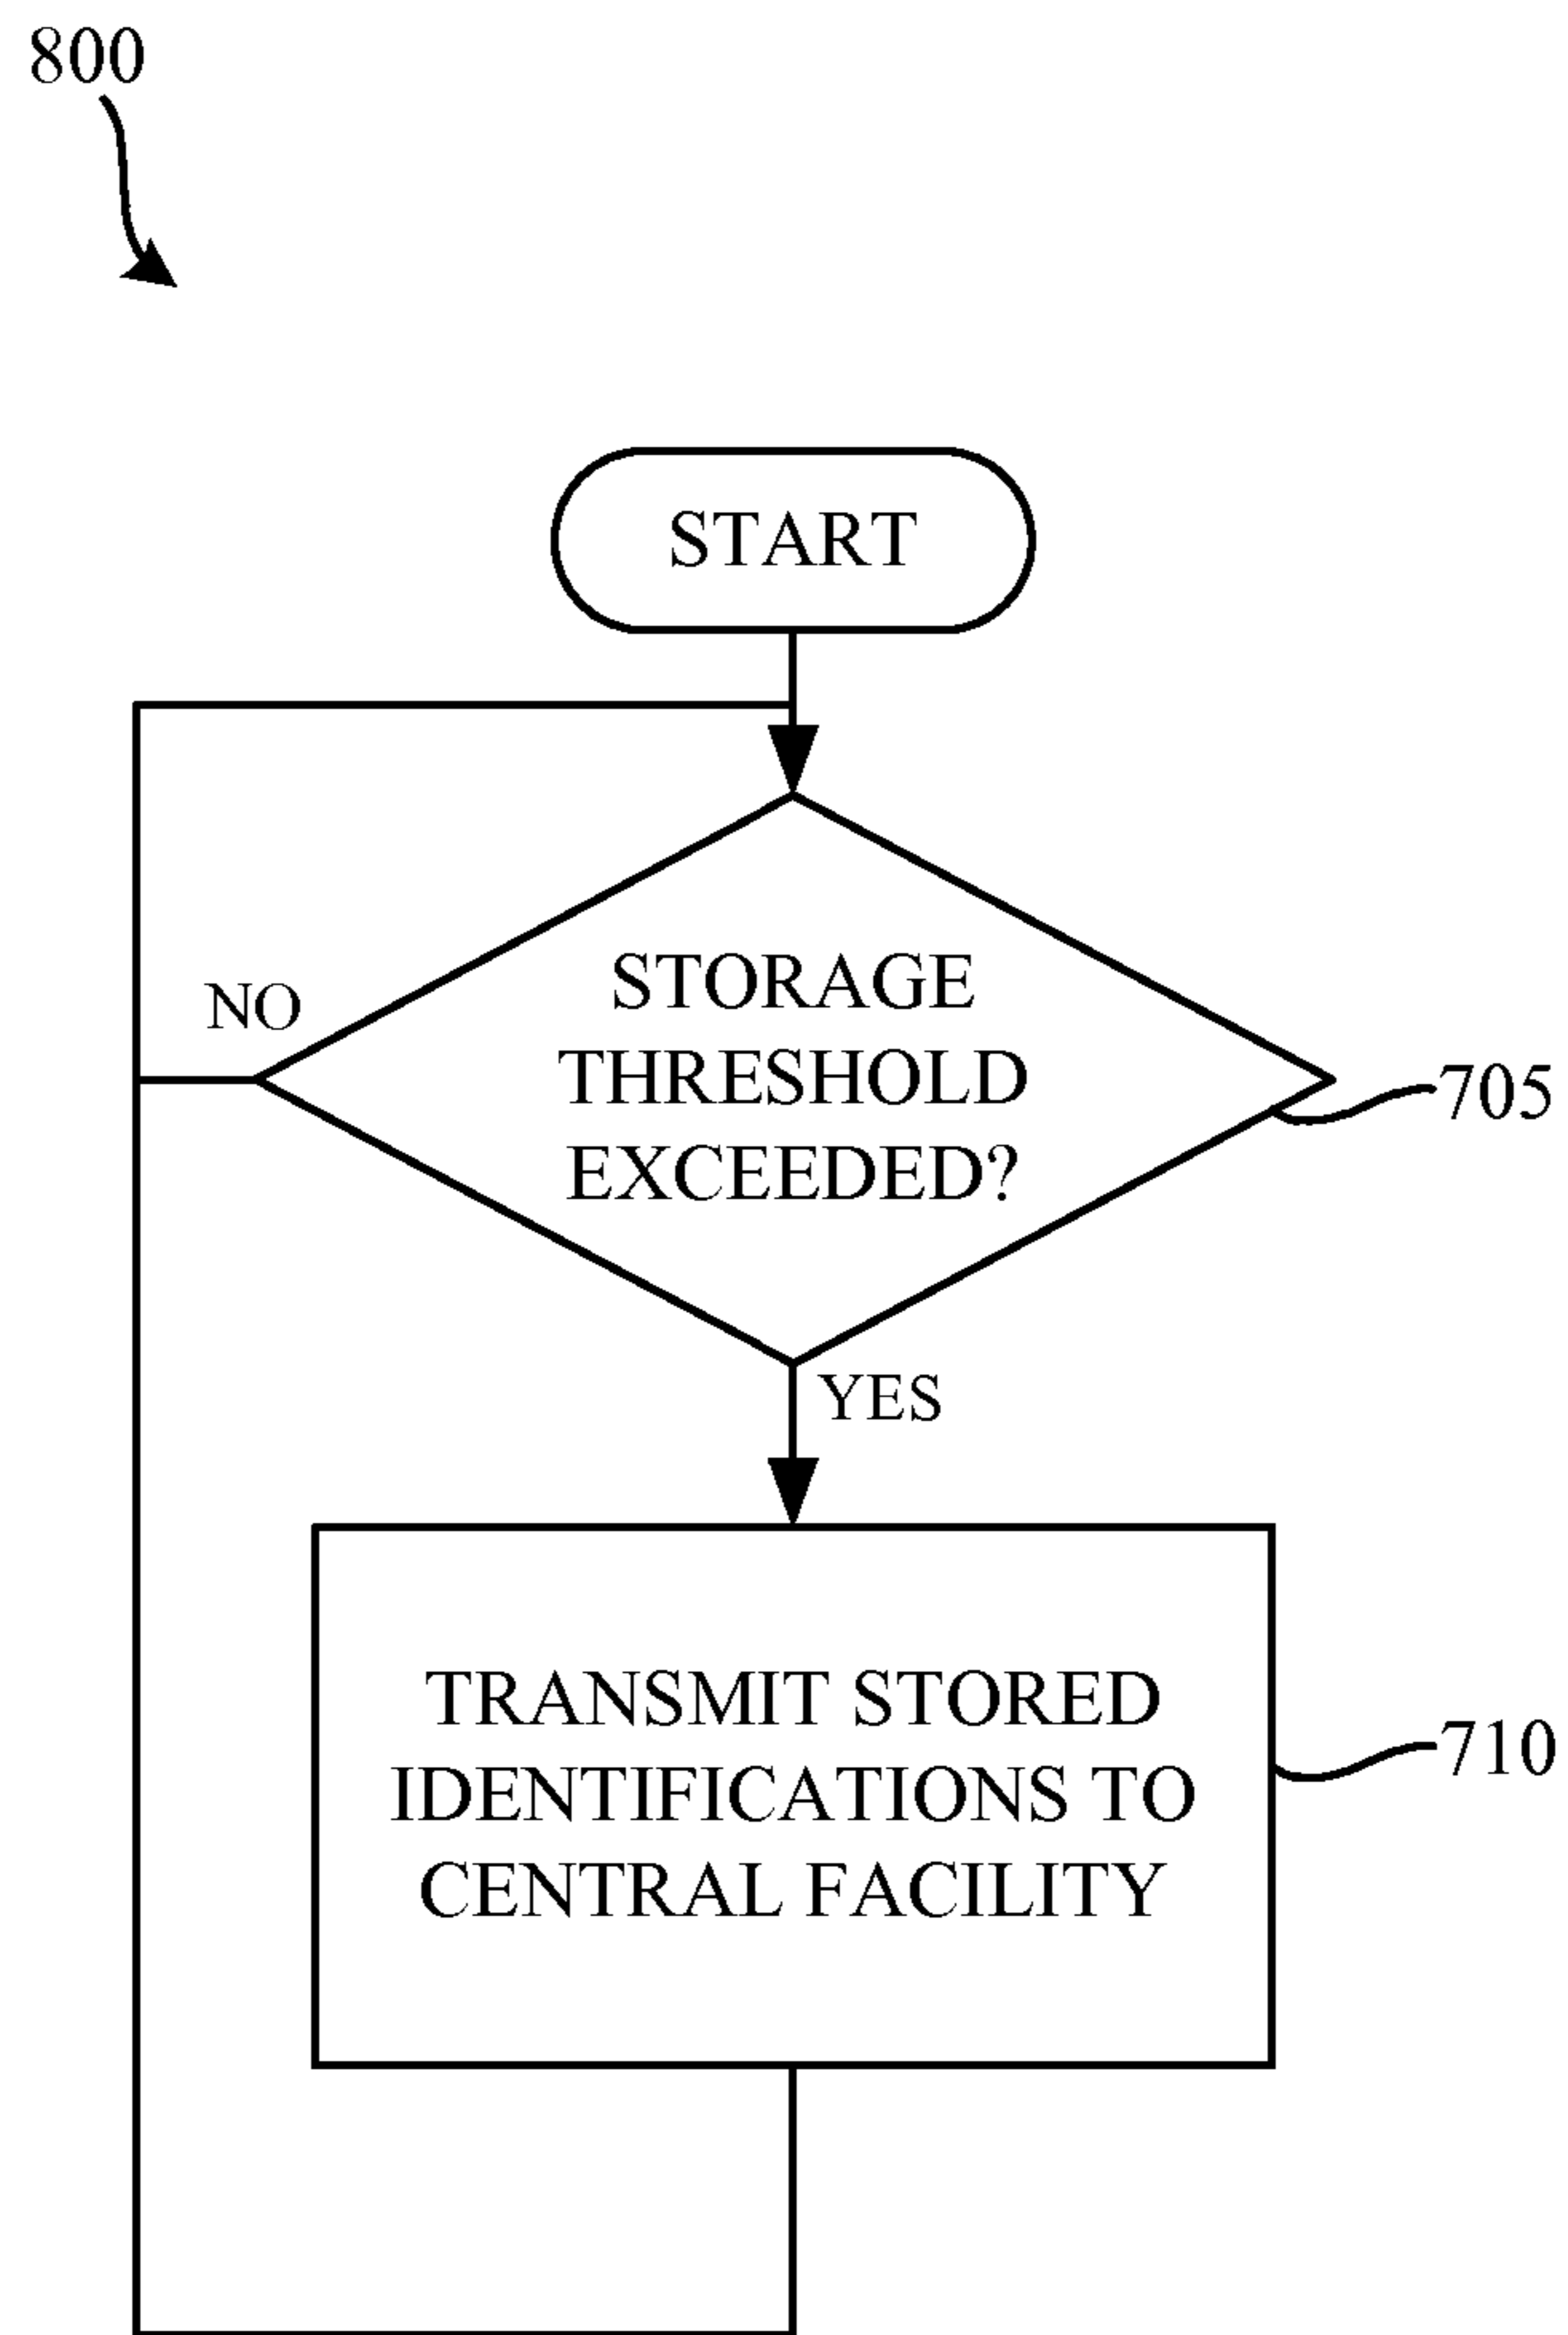 800
START
NO
STORAGE
THRESHOLD
EXCEEDED?
705
YES
TRANSMIT STORED
IDENTIFICATIONS TO
CENTRAL FACILITY
710